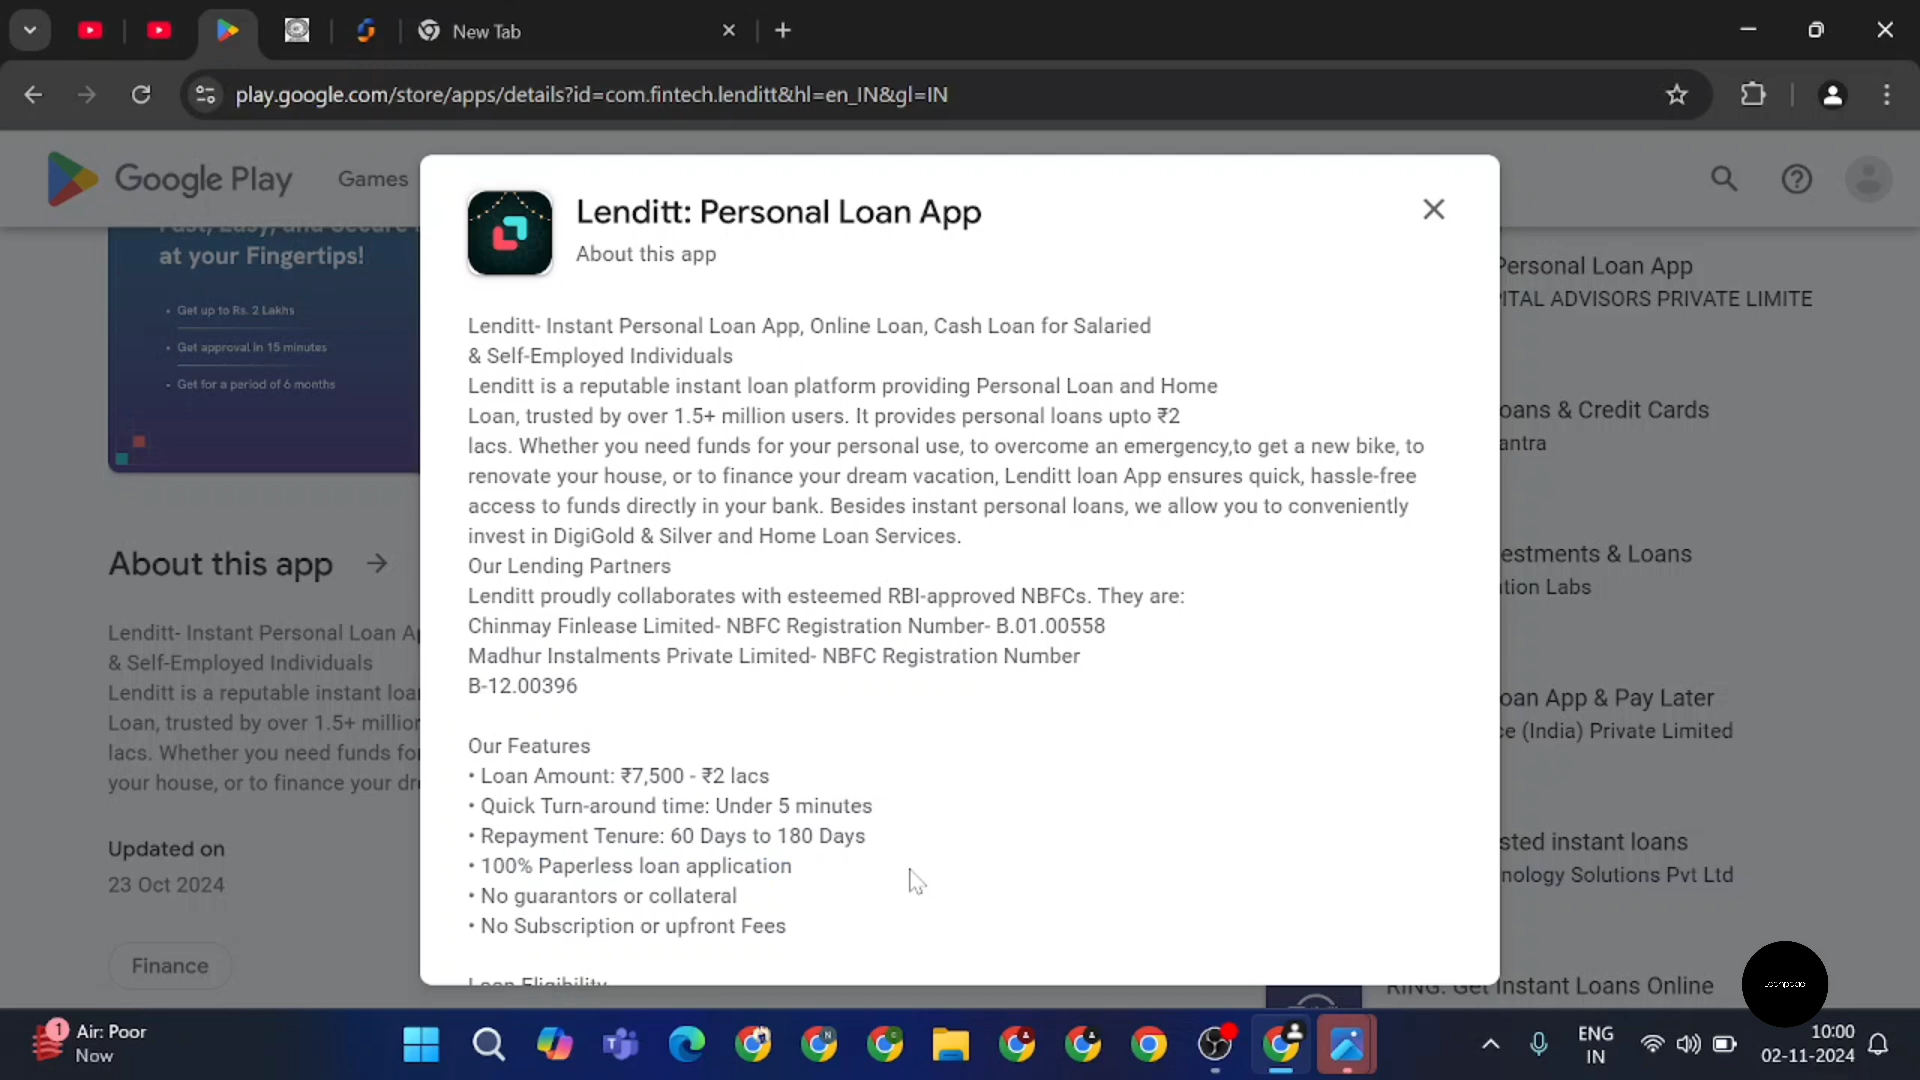 New Tab
play.google.com/store/apps/details?id=com.fintech.lenditt&hl=en_IN&gl=IN
Google Play
Games
at your Fingertips!
• Get up to Rs. 2 Lakhs
• Get approval in 15 minutes
• Get for a period of 6 months
About this app
Lenditt- Instant Personal Loan
& Self-Employed Individuals
Lenditt is a reputable instant
Loan, trusted by over 1.5+
lacs. Whether you need funds
your house, or to finance your
Updated on
23 Oct 2024
Finance
Lenditt: Personal Loan App
About this app
Lenditt- Instant Personal Loan App, Online Loan, Cash Loan for Salaried
& Self-Employed Individuals
Lenditt is a reputable instant loan platform providing Personal Loan and Home
Loan, trusted by over 1.5+ million users. It provides personal loans upto ₹2
lacs. Whether you need funds for your personal use, to overcome an emergency,to get a new bike, to
renovate your house, or to finance your dream vacation, Lenditt loan App ensures quick, hassle-free
access to funds directly in your bank. Besides instant personal loans, we allow you to conveniently
invest in DigiGold & Silver and Home Loan Services.
Our Lending Partners
Lenditt proudly collaborates with esteemed RBI-approved NBFCs. They are:
Chinmay Finlease Limited- NBFC Registration Number- B.01.00558
Madhur Instalments Private Limited- NBFC Registration Number
B-12.00396
Our Features
• Loan Amount: ₹7,500 - ₹2 lacs
• Quick Turn-around time: Under 5 minutes
• Repayment Tenure: 60 Days to 180 Days
• 100% Paperless loan application
• No guarantors or collateral
• No Subscription or upfront Fees
Loan Eligibility
Personal Loan App
ADVISORS PRIVATE LIMITE
& Credit Cards
& Loans
Labs
App & Pay Later
(India) Private Limited
instant loans
Solutions Pvt Ltd
RING: Get Instant Loans Online
1
Air: Poor
Now
ENG
IN
10:00
02-11-2024